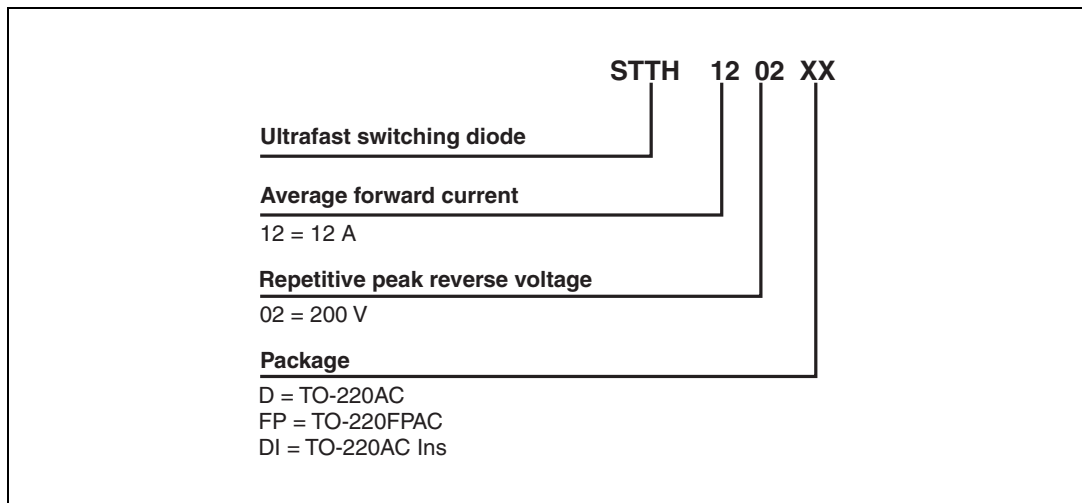 STTH 12 02 XX
Ultrafast switching diode
Average forward current
12 = 12 A
Repetitive peak reverse voltage
02 = 200 V
Package
D = TO-220AC
FP = TO-220FPAC
DI = TO-220AC Ins